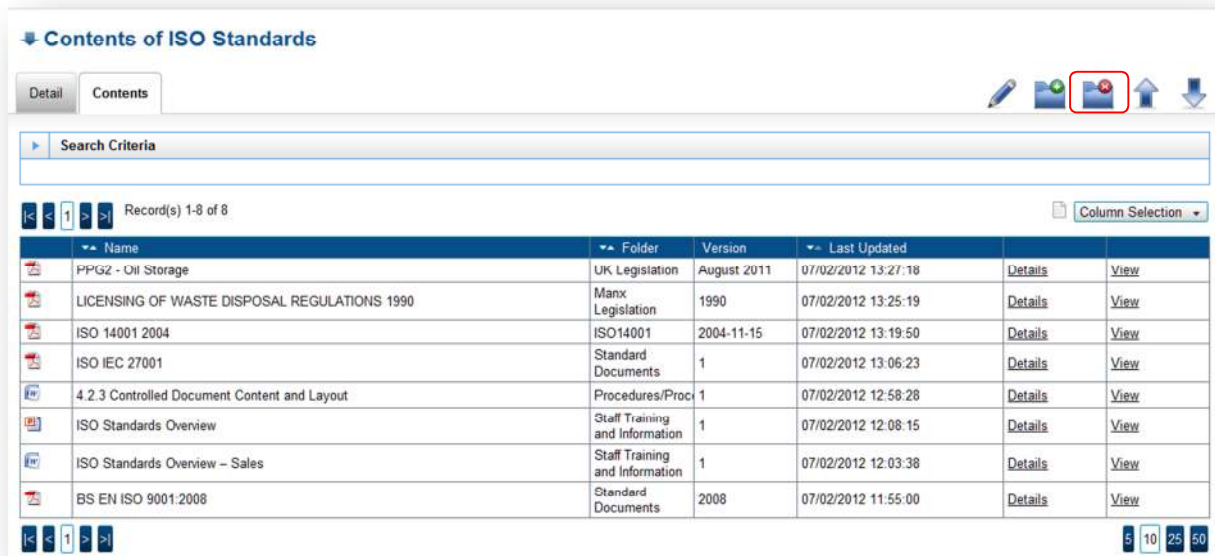 Contents of ISO Standards
Detail Contents
Search Criteria
|< < 1 > >| Record(s) 1-8 of 8 Column Selection
Name Folder Version Last Updated
PPG2 - Oil Storage UK Legislation August 2011 07/02/2012 13:27:18 Details View
LICENSING OF WASTE DISPOSAL REGULATIONS 1990 Manx Legislation 1990 07/02/2012 13:25:19 Details View
ISO 14001 2004 ISO14001 2004-11-15 07/02/2012 13:19:50 Details View
ISO IEC 27001 Standard Documents 1 07/02/2012 13:06:23 Details View
4.2.3 Controlled Document Content and Layout Procedures/Proc 1 07/02/2012 12:58:28 Details View
ISO Standards Overview Staff Training and Information 1 07/02/2012 12:08:15 Details View
ISO Standards Overview – Sales Staff Training and Information 1 07/02/2012 12:03:38 Details View
BS EN ISO 9001:2008 Standard Documents 2008 07/02/2012 11:55:00 Details View
|< < 1 > >| 5 10 25 50